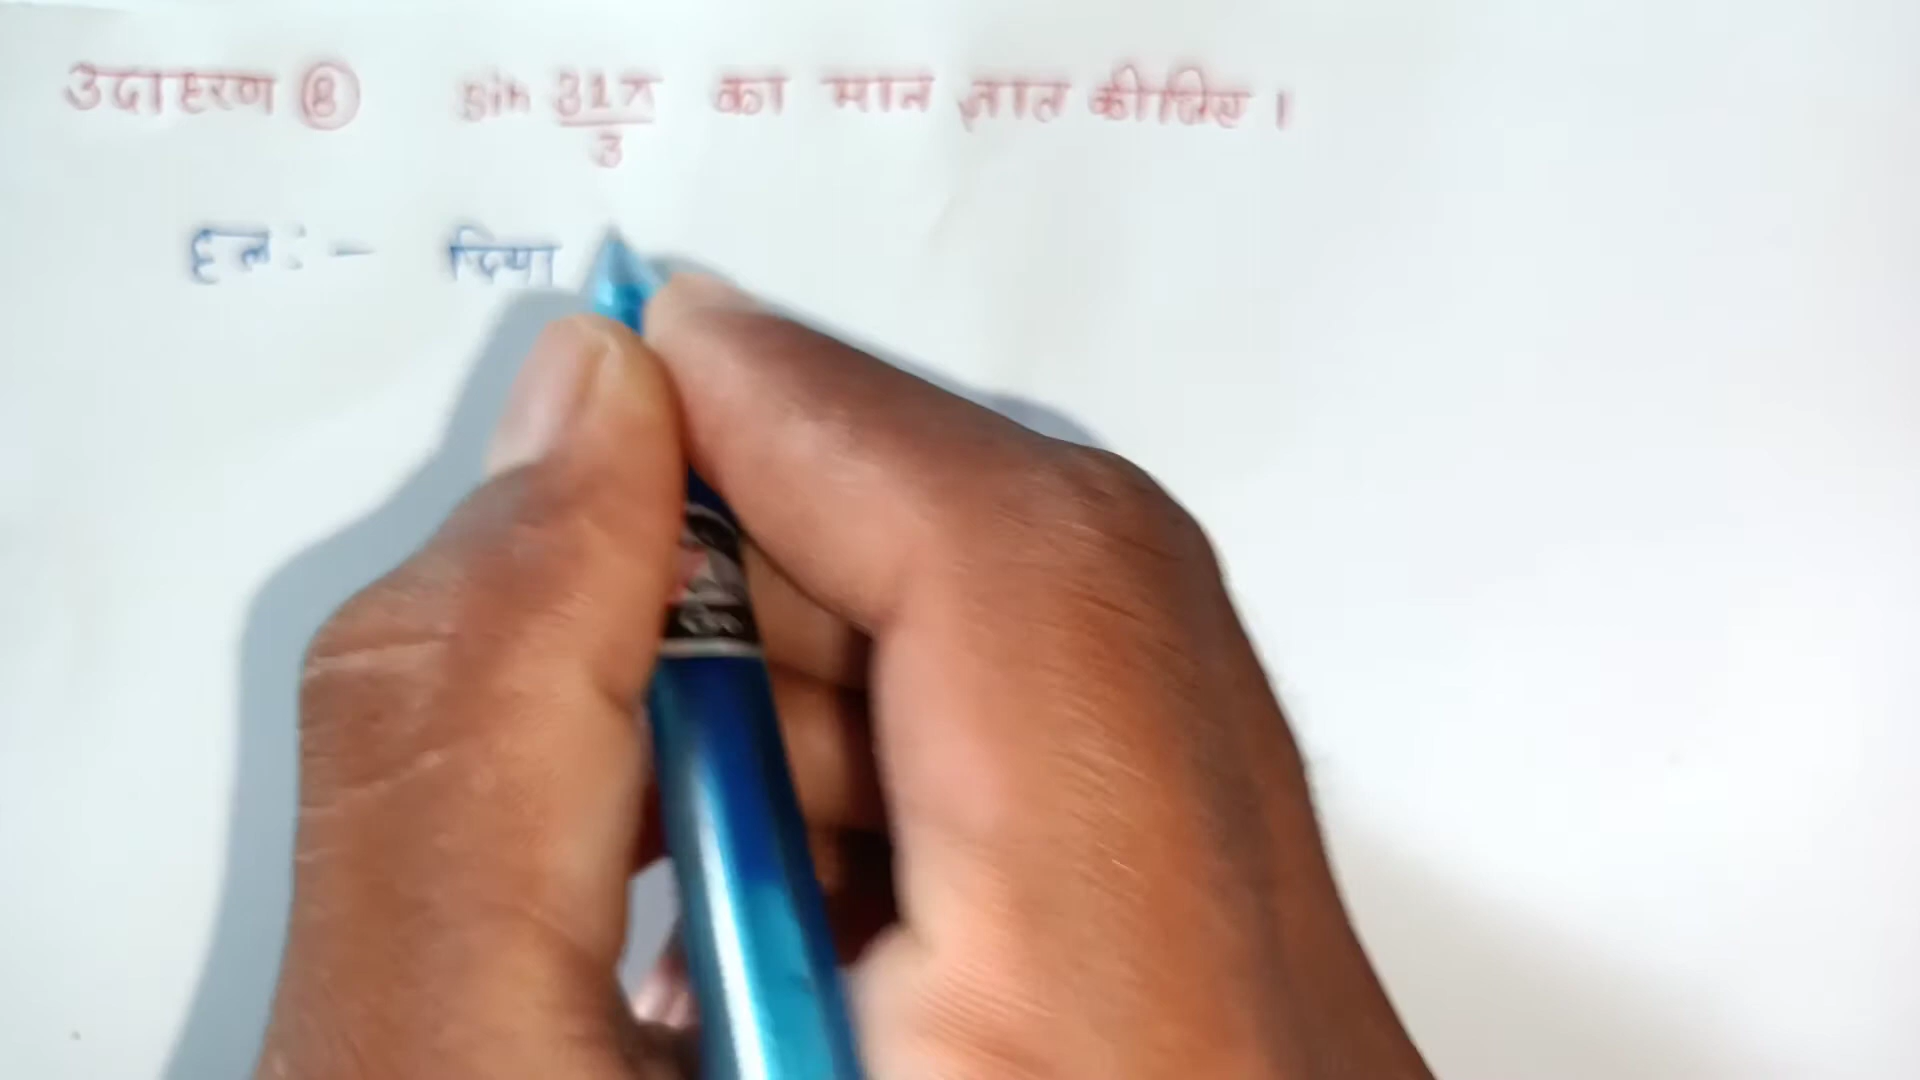 उदाहरण ⑧ sin 31π/3 का मान ज्ञात कीजिए ।
हल :- दिया